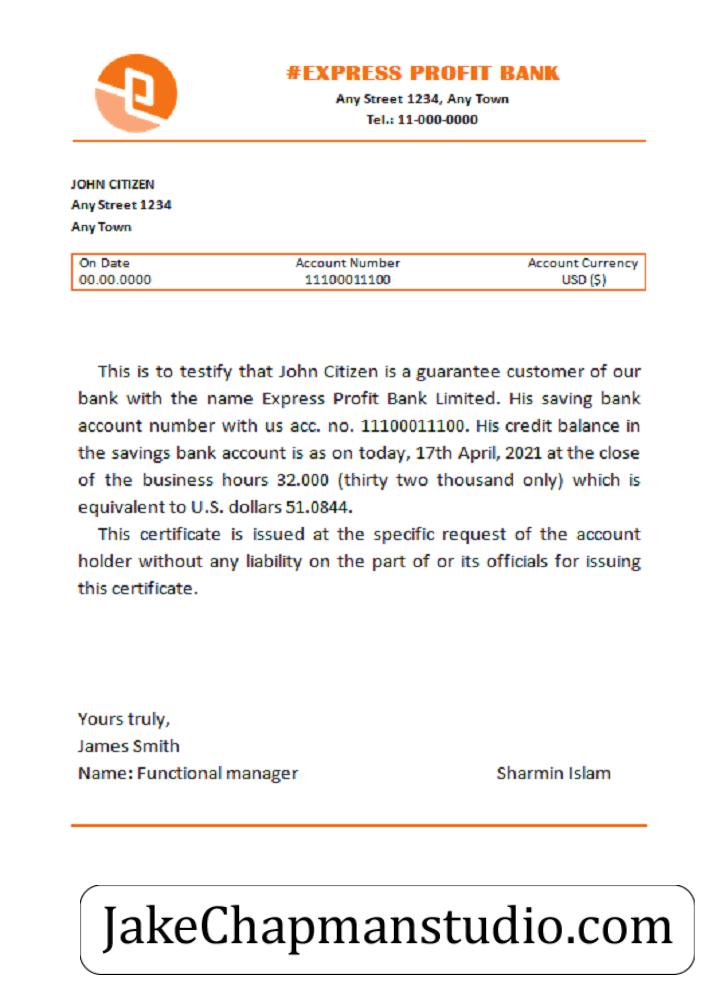 #EXPRESS PROFIT BANK
Any Street 1234, Any Town
Tel.: 11-000-0000
JOHN CITIZEN
Any Street 1234
Any Town
On Date Account Number Account Currency
00.00.0000 11100011100 USD ($)
This is to testify that John Citizen is a guarantee customer of our
bank with the name Express Profit Bank Limited. His saving bank
account number with us acc. no. 11100011100. His credit balance in
the savings bank account is as on today, 17th April, 2021 at the close
of the business hours 32.000 (thirty two thousand only) which is
equivalent to U.S. dollars 51.0844.
This certificate is issued at the specific request of the account
holder without any liability on the part of or its officials for issuing
this certificate.
Yours truly,
James Smith
Name: Functional manager Sharmin Islam
JakeChapmanstudio.com